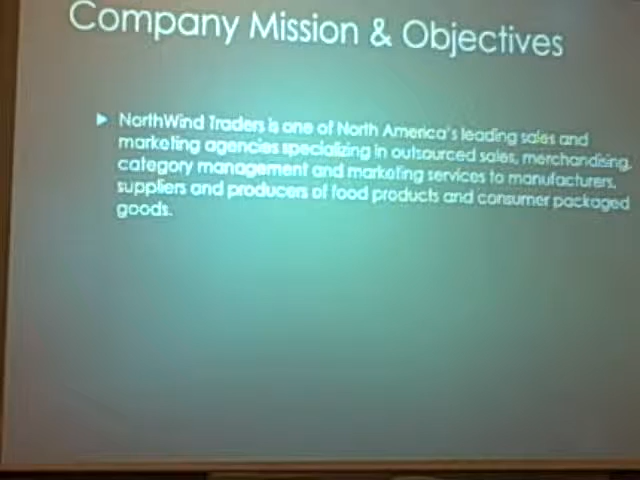 Company Mission & Objectives
NorthWind Traders is one of North America's leading sales and
marketing agencies specializing in outsourced sales, merchandising,
category management and marketing services to manufacturers,
suppliers and producers of food products and consumer packaged
goods.